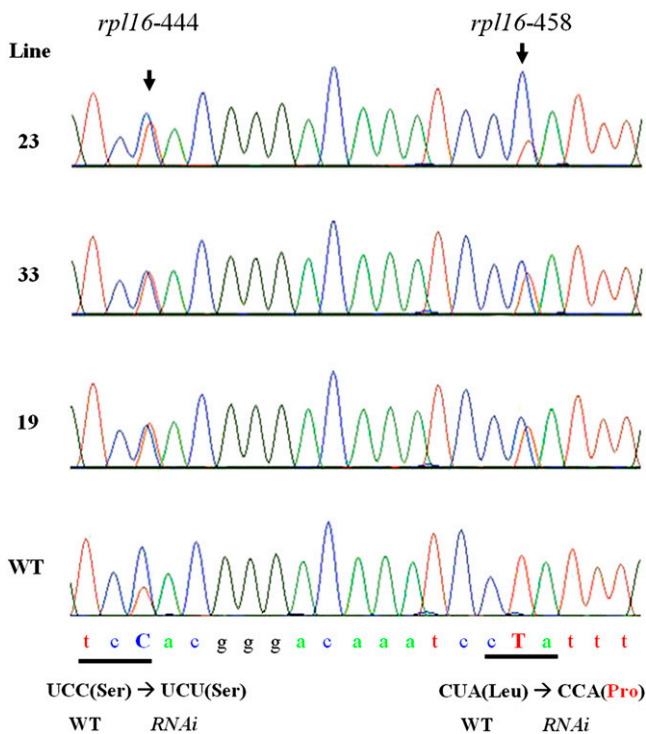 rpl16-444 rpl16-458
Line
23
33
19
WT
t c C a c g g g a c a a a t c c T a t t t
UCC(Ser) → UCU(Ser) CUA(Leu) → CCA(Pro)
WT RNAi WT RNAi